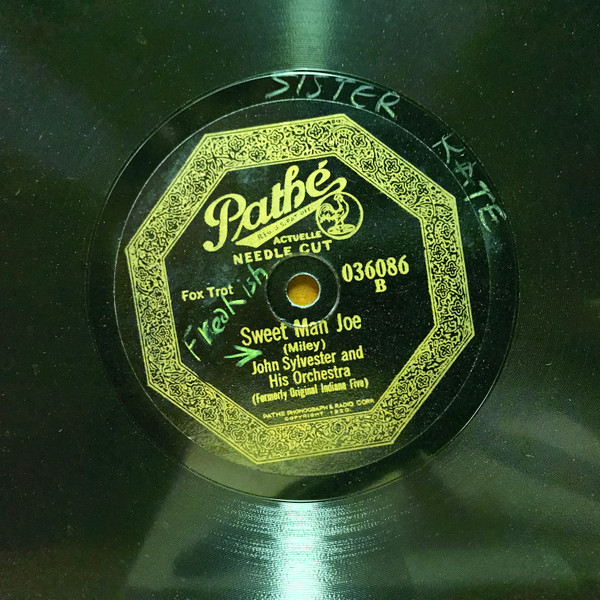 SISTER KATE
Pathé
ACTUELLE
NEEDLE CUT
Fox Trot
036086
B
Freakish
Sweet Man Joe
(Miley)
John Sylvester and
His Orchestra
(Formerly Original Indiana Five)
PATHE PHONOGRAPH & RADIO CORP.